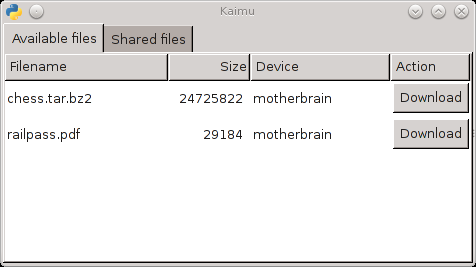 Kaimu
Available files Shared files
Filename Size Device Action
chess.tar.bz2 24725822 motherbrain Download
railpass.pdf 29184 motherbrain Download